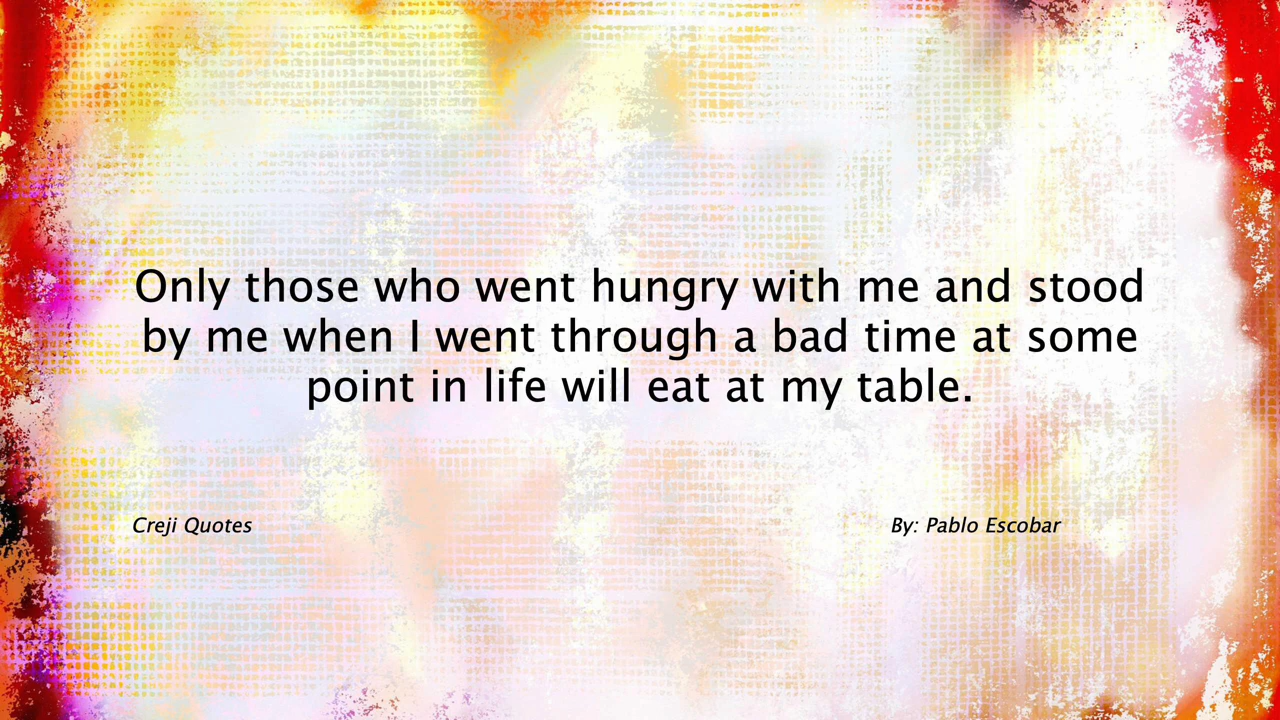 Only those who went hungry with me and stood
by me when I went through a bad time at some
point in life will eat at my table.
Creji Quotes
By: Pablo Escobar